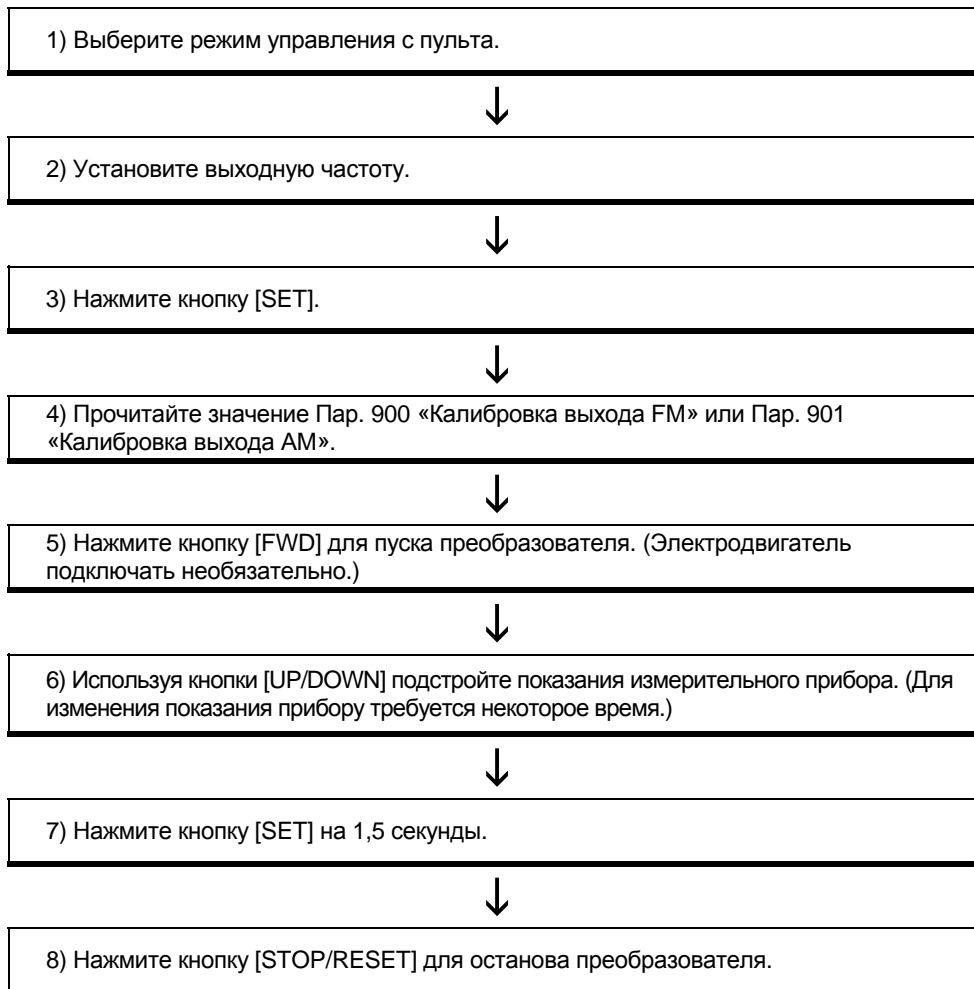 1) Выберите режим управления с пульта.
2) Установите выходную частоту.
3) Нажмите кнопку [SET].
4) Прочитайте значение Пар. 900 «Калибровка выхода FM» или Пар. 901
«Калибровка выхода AM».
5) Нажмите кнопку [FWD] для пуска преобразователя. (Электродвигатель
подключать необязательно.)
6) Используя кнопки [UP/DOWN] подстройте показания измерительного прибора. (Для
изменения показания прибору требуется некоторое время.)
7) Нажмите кнопку [SET] на 1,5 секунды.
8) Нажмите кнопку [STOP/RESET] для останова преобразователя.